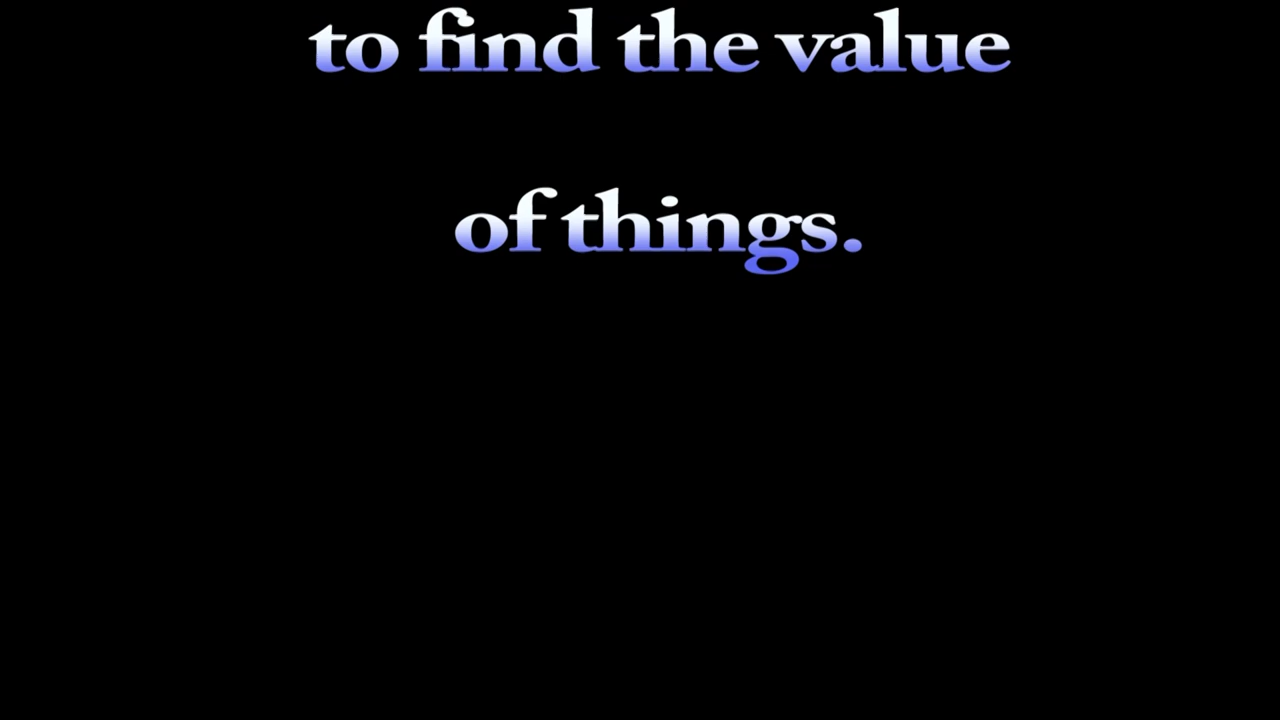 to find the value
of things.